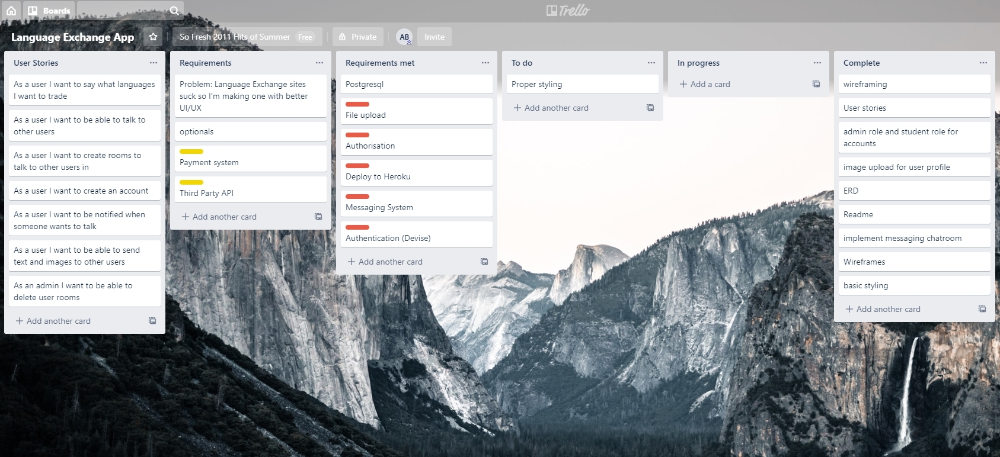 Boards
Trello
Language Exchange App
So Fresh 2011 Hits of Summer
Free
Private
AB
Invite
User Stories
As a user I want to say what languages
I want to trade
As a user I want to be able to talk to
other users
As a user I want to create rooms to
talk to other users in
As a user I want to create an account
As a user I want to be notified when
someone wants to talk
As a user I want to be able to send
text and images to other users
As an admin I want to be able to
delete user rooms
Add another card
Requirements
Problem: Language Exchange sites
suck so I'm making one with better
UI/UX
optionals
Payment system
Third Party API
Add another card
Requirements met
Postgresql
File upload
Authorisation
Deploy to Heroku
Messaging System
Authentication (Devise)
Add another card
To do
Proper styling
Add another card
In progress
Add a card
Complete
wireframing
User stories
admin role and student role for
accounts
image upload for user profile
ERD
Readme
implement messaging chatroom
Wireframes
basic styling
Add another card